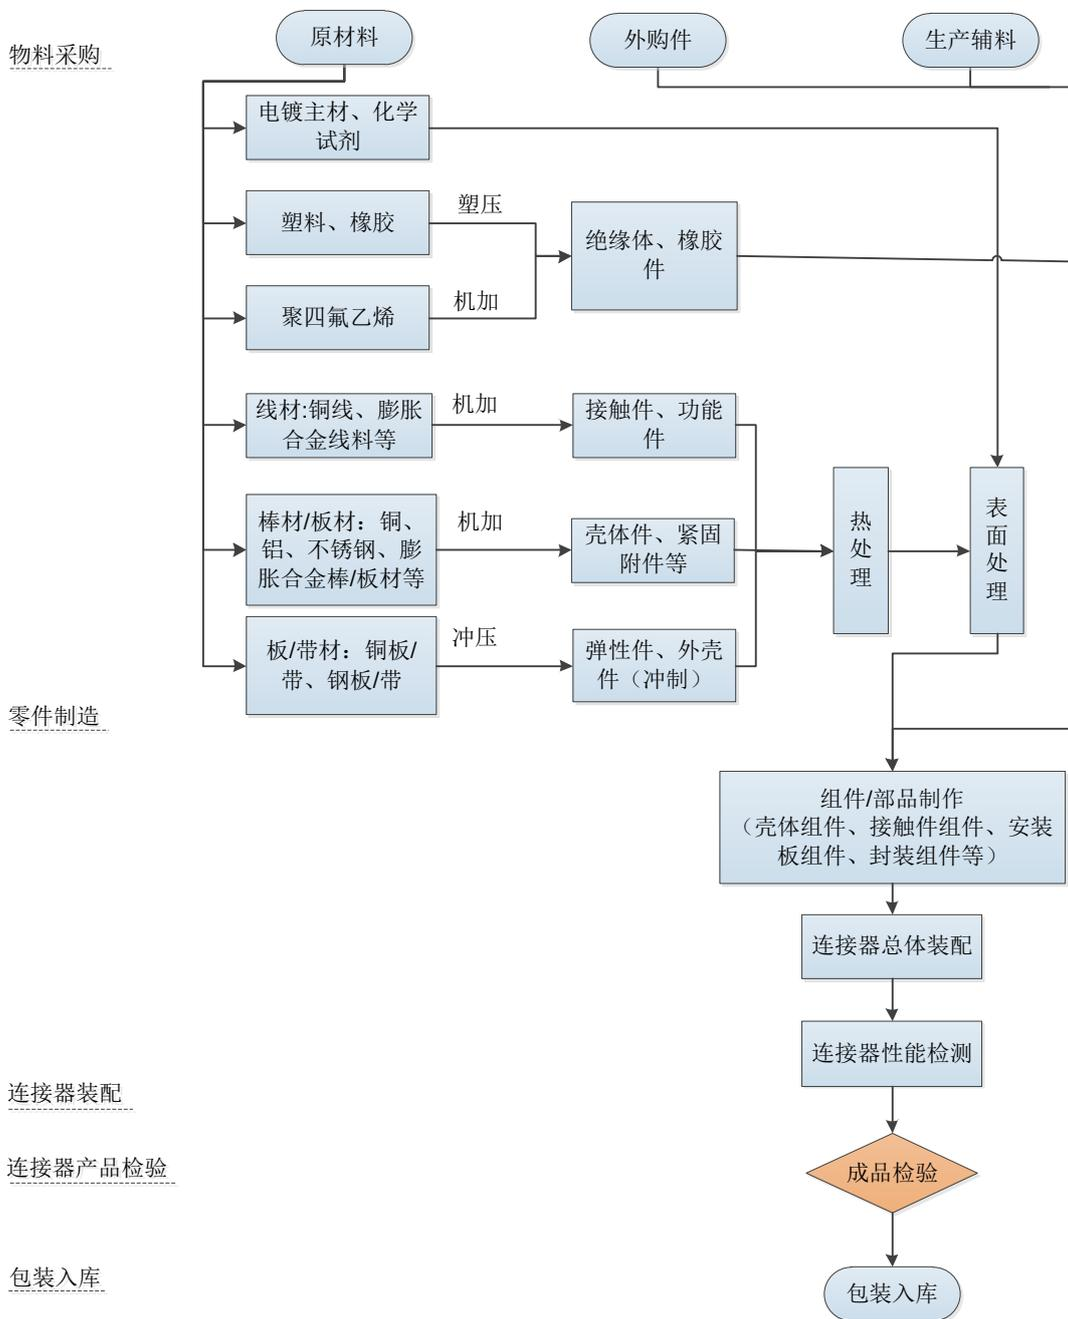 物料采购
原材料
外购件
生产辅料
电镀主材、化学
试剂
塑料、橡胶
塑压
聚四氟乙烯
机加
绝缘体、橡胶
件
线材:铜线、膨胀
合金线料等
机加
接触件、功能
件
棒材/板材：铜、
铝、不锈钢、膨
胀合金棒/板材等
机加
壳体件、紧固
附件等
板/带材：铜板/
带、钢板/带
冲压
弹性件、外壳
件（冲制）
热
处
理
表
面
处
理
零件制造
组件/部品制作
（壳体组件、接触件组件、安装
板组件、封装组件等）
连接器总体装配
连接器性能检测
连接器装配
连接器产品检验
成品检验
包装入库
包装入库